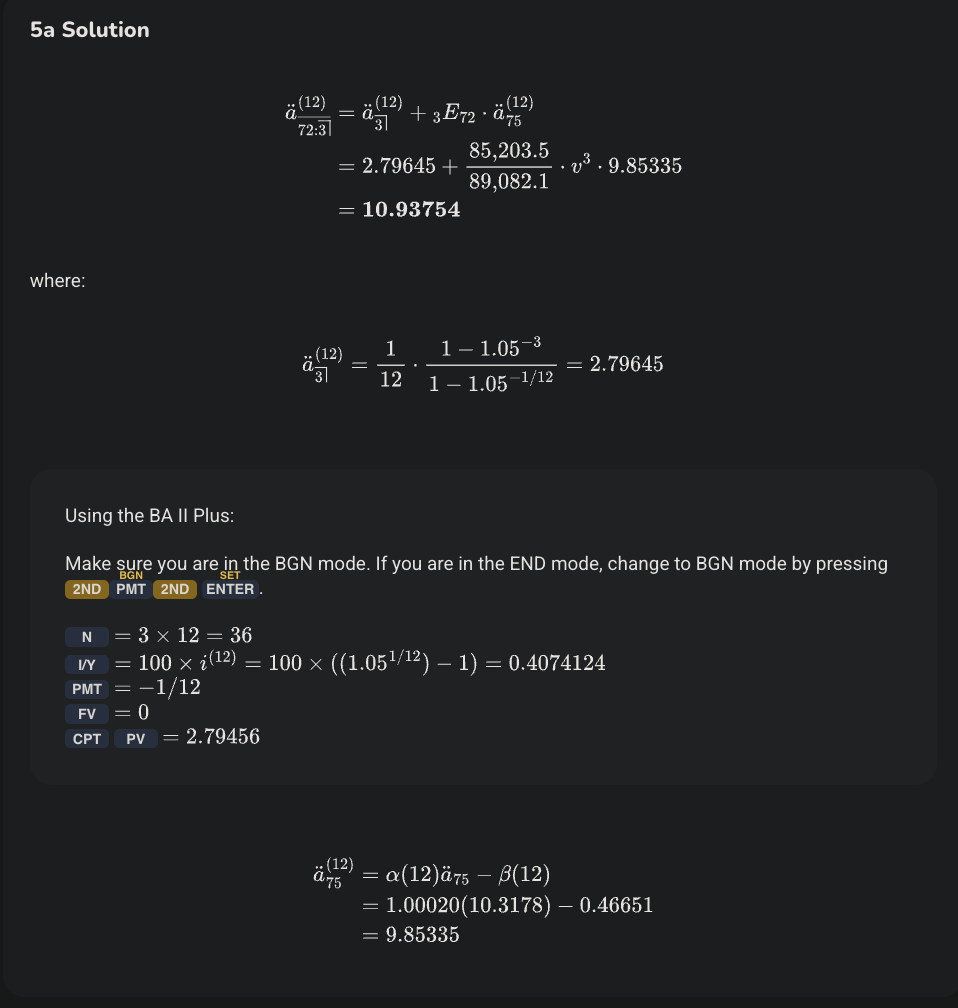 5a Solution
$\ddot{a}^{(12)}_{\overline{72:\overline{3}|}} = \ddot{a}^{(12)}_{\overline{3}|} + {}_3E_{72} \cdot \ddot{a}^{(12)}_{75}$
$= 2.79645 + \frac{85{,}203.5}{89{,}082.1} \cdot v^3 \cdot 9.85335$
$= \mathbf{10.93754}$
where:
$\ddot{a}^{(12)}_{\overline{3}|} = \frac{1}{12} \cdot \frac{1 - 1.05^{-3}}{1 - 1.05^{-1/12}} = 2.79645$
Using the BA II Plus:
Make sure you are in the BGN mode. If you are in the END mode, change to BGN mode by pressing
BGN SET
2ND PMT 2ND ENTER.
N $= 3 \times 12 = 36$
I/Y $= 100 \times i^{(12)} = 100 \times ((1.05^{1/12}) - 1) = 0.4074124$
PMT $= -1/12$
FV $= 0$
CPT PV $= 2.79456$
$\ddot{a}^{(12)}_{75} = \alpha(12)\ddot{a}_{75} - \beta(12)$
$= 1.00020(10.3178) - 0.46651$
$= 9.85335$